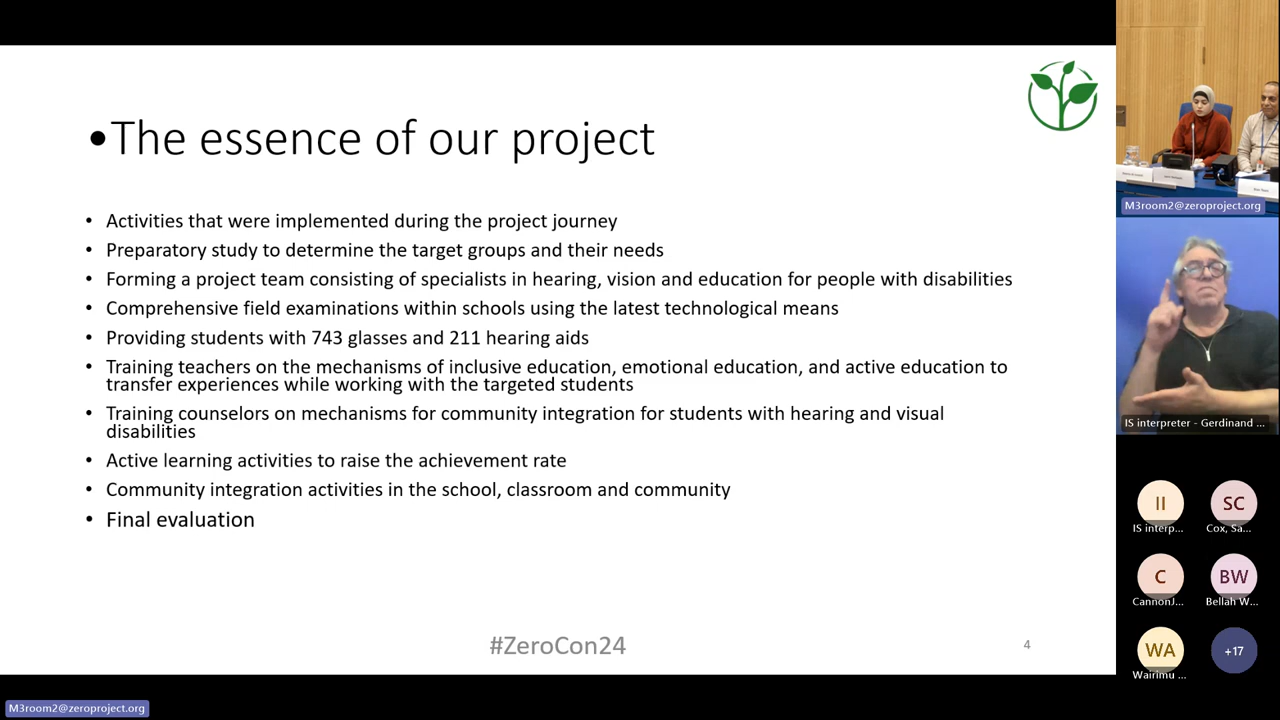 •The essence of our project
• Activities that were implemented during the project journey
• Preparatory study to determine the target groups and their needs
• Forming a project team consisting of specialists in hearing, vision and education for people with disabilities
• Comprehensive field examinations within schools using the latest technological means
• Providing students with 743 glasses and 211 hearing aids
• Training teachers on the mechanisms of inclusive education, emotional education, and active education to
transfer experiences while working with the targeted students
• Training counselors on mechanisms for community integration for students with hearing and visual
disabilities
• Active learning activities to raise the achievement rate
• Community integration activities in the school, classroom and community
• Final evaluation
#ZeroCon24
4
M3room2@zeroproject.org
M3room2@zeroproject.org
IS interpreter - Gerdinand ...
II
IS interp...
SC
Cox, Sa...
C
CannonJ...
BW
Bellah W...
WA
Wairimu ...
+17